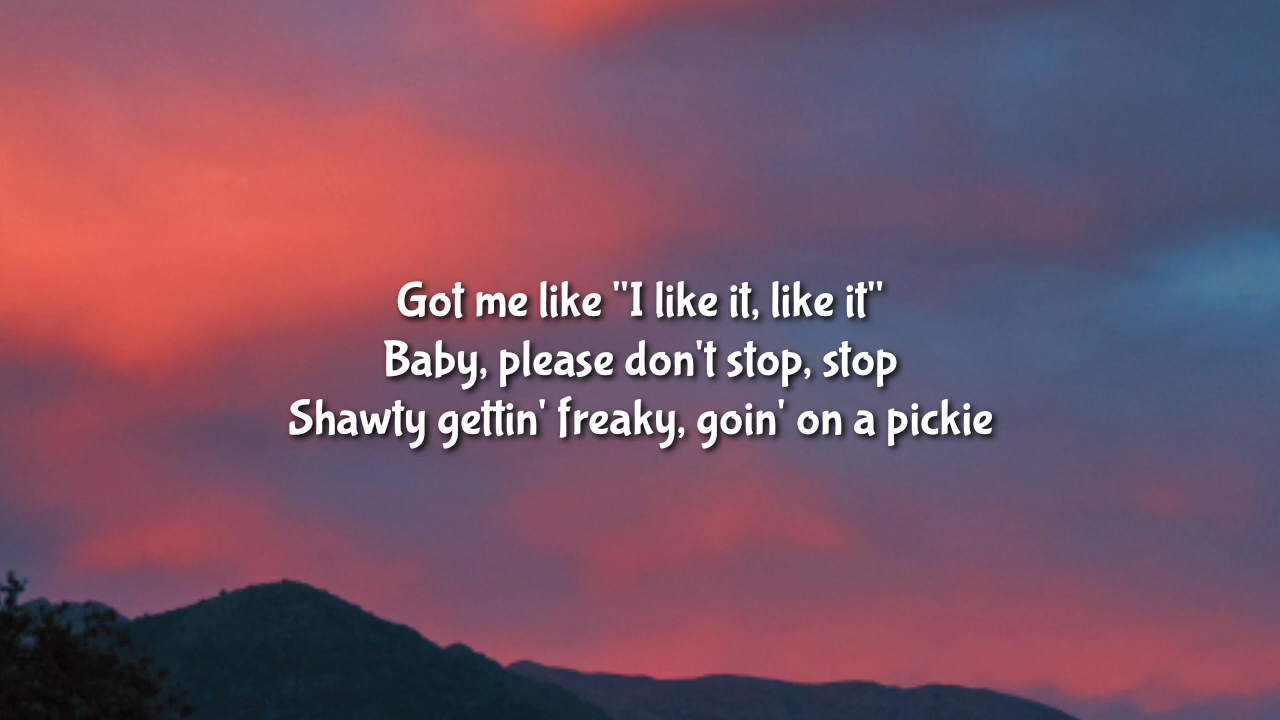 Got me like "I like it, like it"
Baby, please don't stop, stop
Shawty gettin' freaky, goin' on a pickie